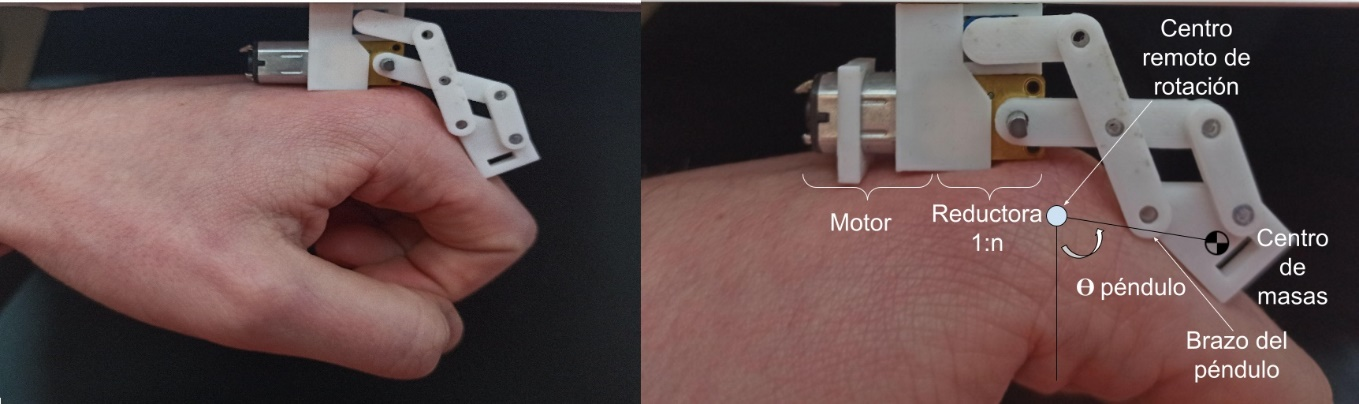 Centro
remoto de
rotación
Motor
Reductora
1:n
Centro
de
masas
Θ péndulo
Brazo del
péndulo